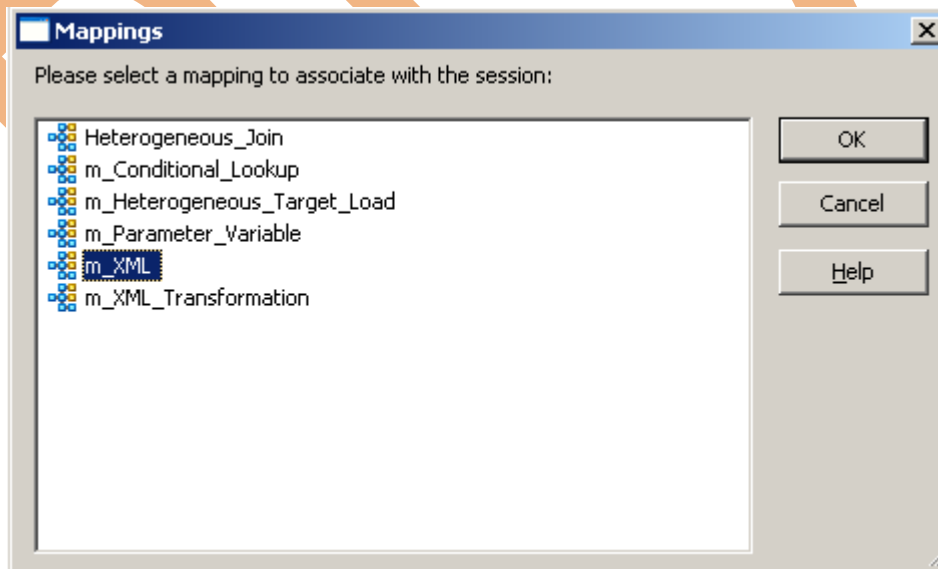 Mappings
Please select a mapping to associate with the session:
Heterogeneous_Join
m_Conditional_Lookup
m_Heterogeneous_Target_Load
m_Parameter_Variable
m_XML
m_XML_Transformation
OK
Cancel
Help